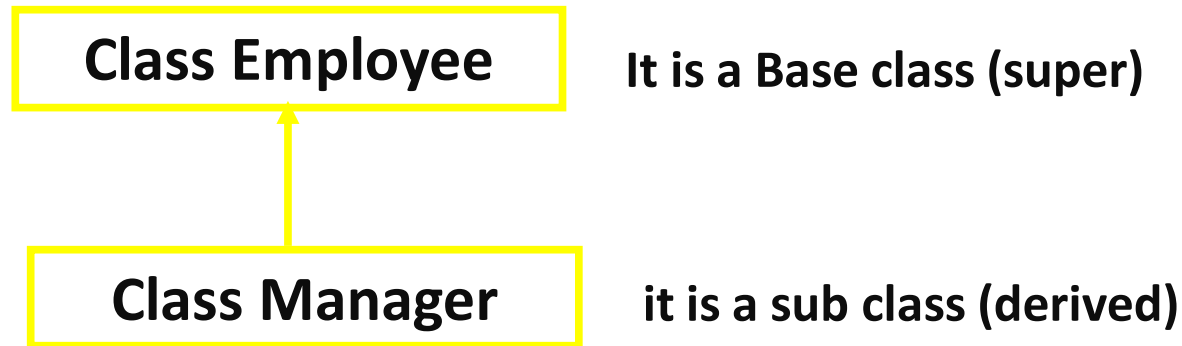 Class Employee
It is a Base class (super)
Class Manager
it is a sub class (derived)